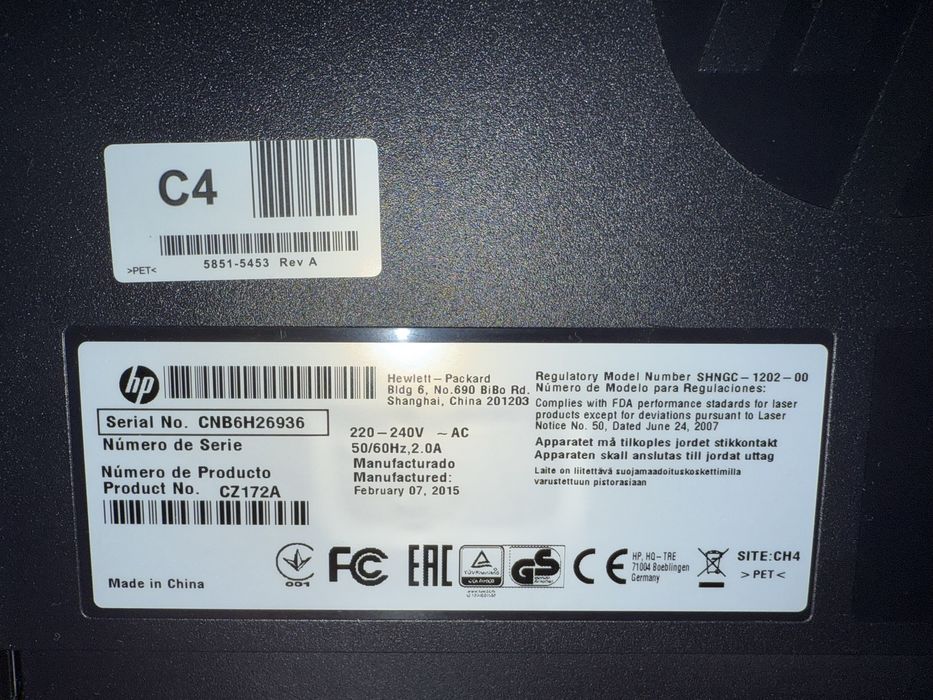 C4
5851-5453 Rev A
>PET<
hp
Hewlett-Packard
Bldg 6, No.690 BiBo Rd.
Shanghai, China 201203
Serial No. CNB6H26936
Número de Serie
Número de Producto
Product No. CZ172A
220-240V ~ AC
50/60Hz,2.0A
Manufacturado
Manufactured:
February 07, 2015
Regulatory Model Number SHNGC-1202-00
Número de Modelo para Regulaciones:
Complies with FDA performance stadards for laser
products except for deviations pursuant to Laser
Notice No. 50, Dated June 24, 2007
Apparatet må tilkoples jordet stikkontakt
Apparaten skall anslutas till jordat uttag
Laite on liitettävä suojamaadoituskoskettimilla
varustettuun pistorasiaan
Made in China
001
FC
EAC
GS
CE
HP, HQ-TRE
71004 Boeblingen
Germany
SITE:CH4
>PET<